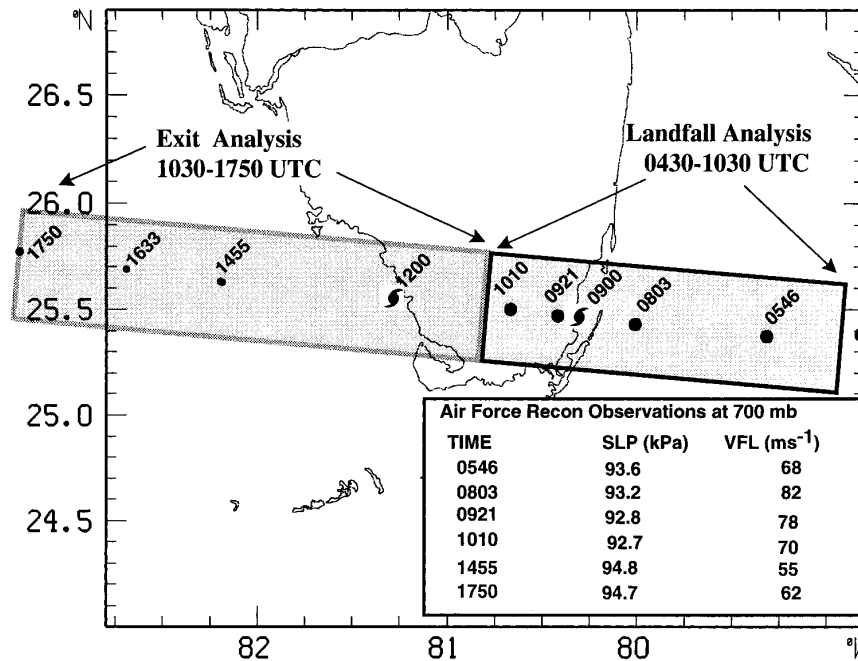 °N
26.5
26.0
25.5
25.0
24.5
Exit Analysis
1030-1750 UTC
Landfall Analysis
0430-1030 UTC
1750
1633
1455
1200
1010
0921
0900
0803
0546
Air Force Recon Observations at 700 mb
TIME SLP (kPa) VFL (ms-1)
0546 93.6 68
0803 93.2 82
0921 92.8 78
1010 92.7 70
1455 94.8 55
1750 94.7 62
82 81 80 °W